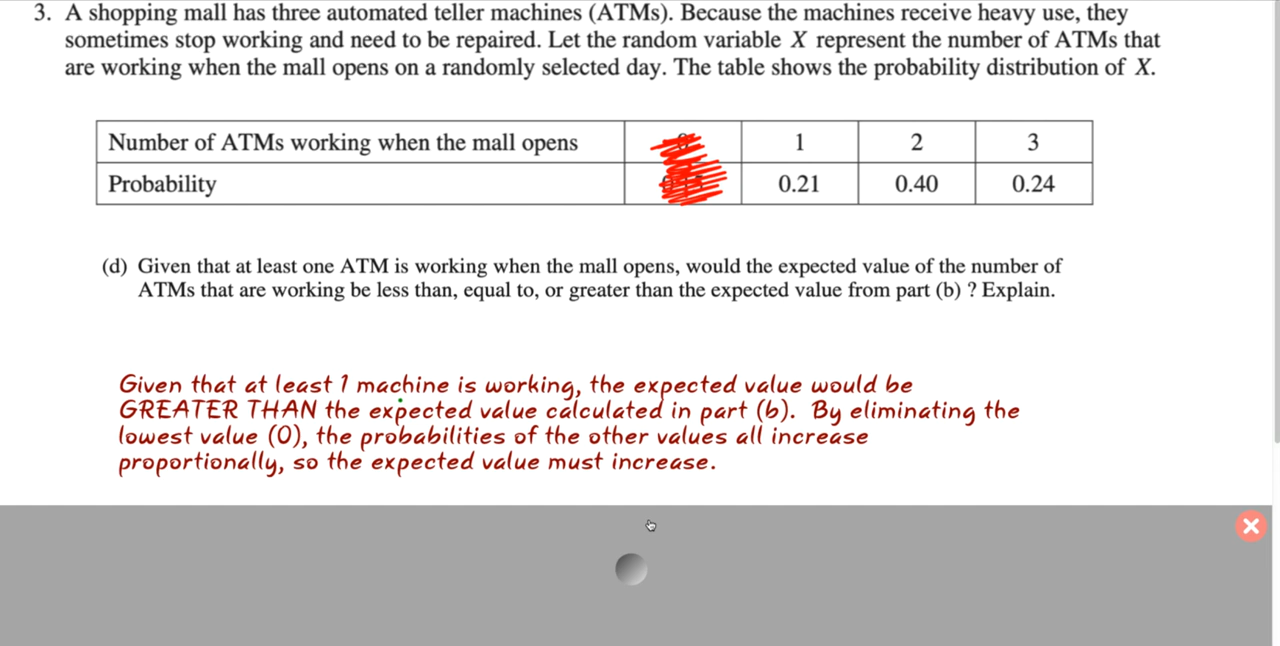 3. A shopping mall has three automated teller machines (ATMs). Because the machines receive heavy use, they
sometimes stop working and need to be repaired. Let the random variable X represent the number of ATMs that
are working when the mall opens on a randomly selected day. The table shows the probability distribution of X.
Number of ATMs working when the mall opens 1 2 3
Probability 0.21 0.40 0.24
(d) Given that at least one ATM is working when the mall opens, would the expected value of the number of
ATMs that are working be less than, equal to, or greater than the expected value from part (b) ? Explain.
Given that at least 1 machine is working, the expected value would be
GREATER THAN the expected value calculated in part (b). By eliminating the
lowest value (0), the probabilities of the other values all increase
proportionally, so the expected value must increase.